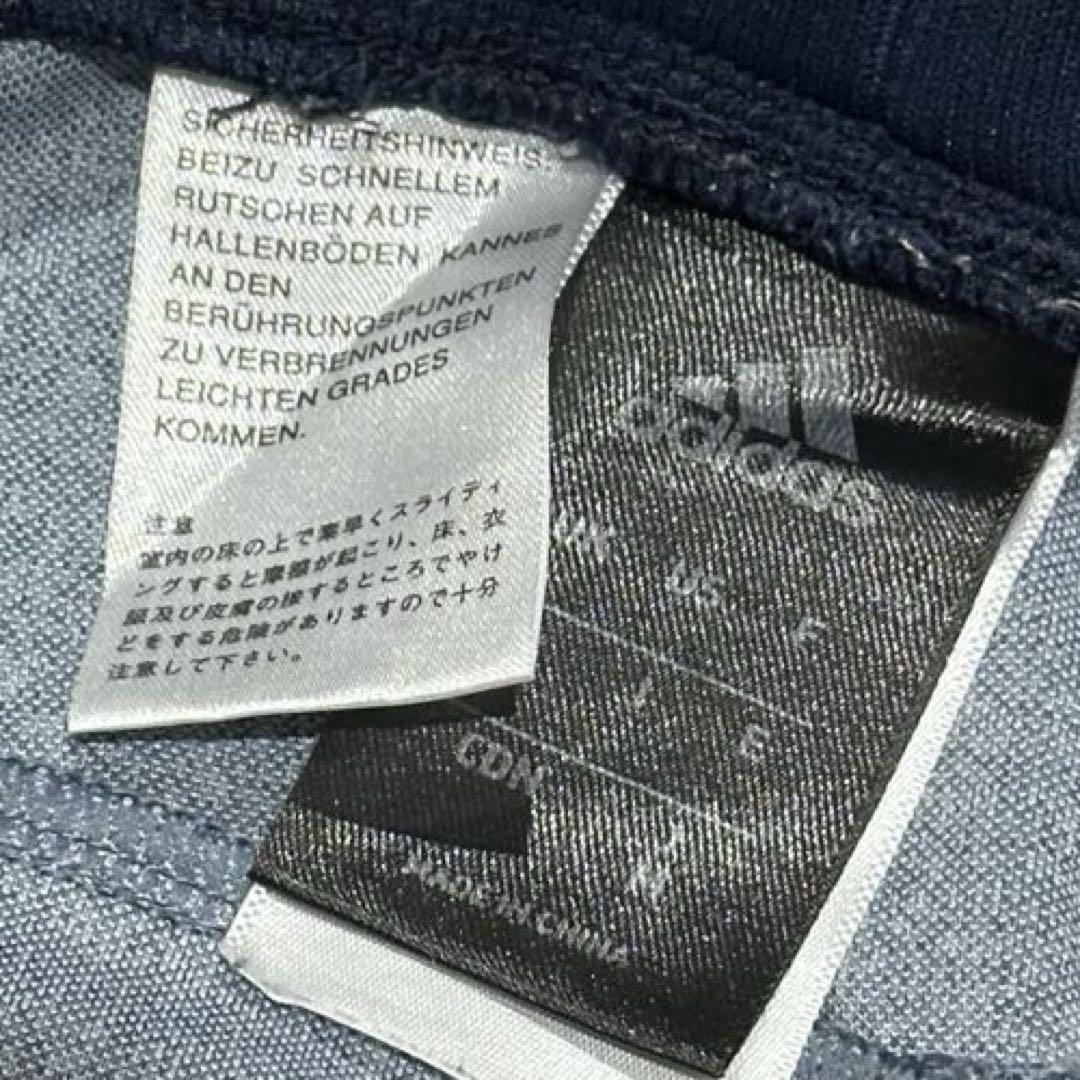 SICHERHEITSHINWEIS:
BEIZU SCHNELLEM
RUTSCHEN AUF
HALLENBÖDEN KANNES
AN DEN
BERÜHRUNGSPUNKTEN
ZU VERBRENNUNGEN
LEICHTEN GRADES
KOMMEN.
注意
室内の床の上で素早くスライディ
ングすると摩擦が起こり、床、衣
服及び皮膚の接するところでやけ
どをする危険がありますので十分
注意して下さい。
adidas
UK
US
F
I
E
CDN
J
M
MADE IN CHINA